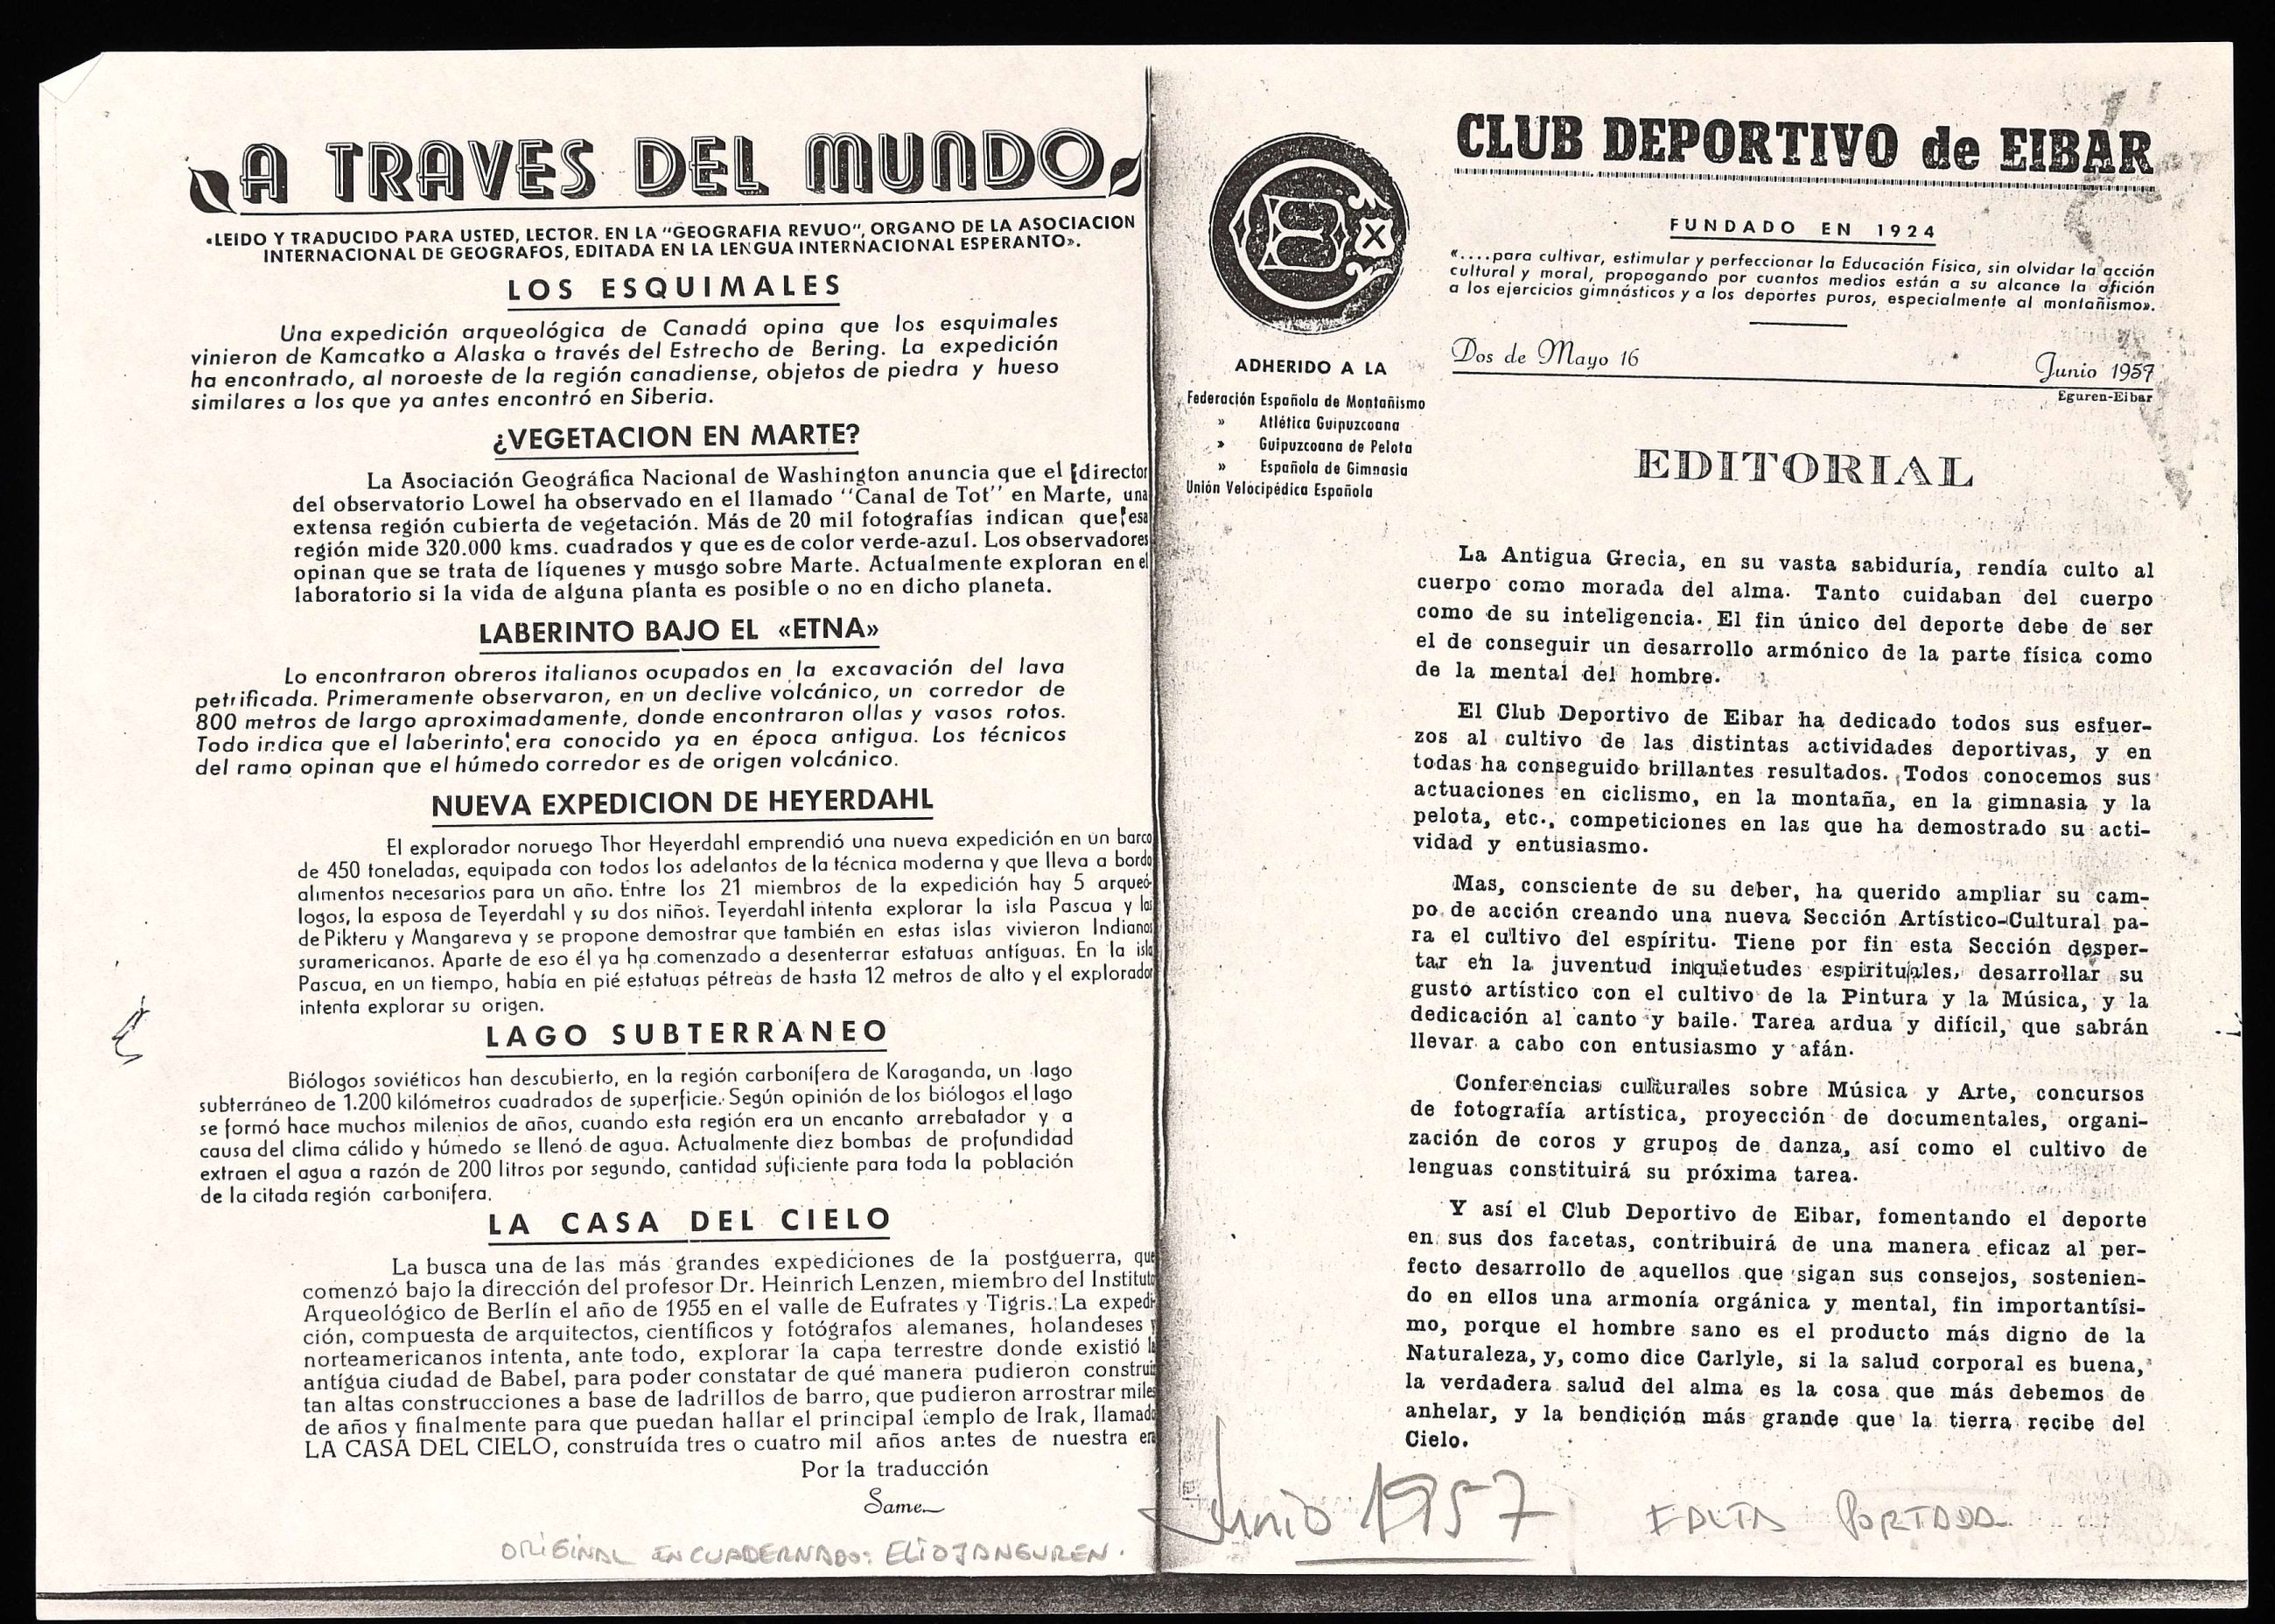 A TRAVES DEL MUNDO
«LEIDO Y TRADUCIDO PARA USTED, LECTOR. EN LA "GEOGRAFIA REVUO", ORGANO DE LA ASOCIACION
INTERNACIONAL DE GEOGRAFOS, EDITADA EN LA LENGUA INTERNACIONAL ESPERANTO».
LOS ESQUIMALES
Una expedición arqueológica de Canadá opina que los esquimales
vinieron de Kamcatko a Alaska a través del Estrecho de Bering. La expedición
ha encontrado, al noroeste de la región canadiense, objetos de piedra y hueso
similares a los que ya antes encontró en Siberia.
¿VEGETACION EN MARTE?
La Asociación Geográfica Nacional de Washington anuncia que el director
del observatorio Lowel ha observado en el llamado "Canal de Tot" en Marte, una
extensa región cubierta de vegetación. Más de 20 mil fotografías indican que esa
región mide 320.000 kms. cuadrados y que es de color verde-azul. Los observadores
opinan que se trata de líquenes y musgo sobre Marte. Actualmente exploran en el
laboratorio si la vida de alguna planta es posible o no en dicho planeta.
LABERINTO BAJO EL «ETNA»
Lo encontraron obreros italianos ocupados en la excavación del lava
petrificada. Primeramente observaron, en un declive volcánico, un corredor de
800 metros de largo aproximadamente, donde encontraron ollas y vasos rotos.
Todo indica que el laberinto era conocido ya en época antigua. Los técnicos
del ramo opinan que el húmedo corredor es de origen volcánico.
NUEVA EXPEDICION DE HEYERDAHL
El explorador noruego Thor Heyerdahl emprendió una nueva expedición en un barco
de 450 toneladas, equipada con todos los adelantos de la técnica moderna y que lleva a bordo
alimentos necesarios para un año. Entre los 21 miembros de la expedición hay 5 arqueó-
logos, la esposa de Teyerdahl y su dos niños. Teyerdahl intenta explorar la isla Pascua y las
de Pikteru y Mangareva y se propone demostrar que también en estas islas vivieron Indianos
suramericanos. Aparte de eso él ya ha comenzado a desenterrar estatuas antíguas. En la isla
Pascua, en un tiempo, había en pié estatuas pétreas de hasta 12 metros de alto y el explorador
intenta explorar su origen.
LAGO SUBTERRANEO
Biólogos soviéticos han descubierto, en la región carbonífera de Karaganda, un lago
subterráneo de 1.200 kilómetros cuadrados de superficie. Según opinión de los biólogos el lago
se formó hace muchos milenios de años, cuando esta región era un encanto arrebatador y a
causa del clima cálido y húmedo se llenó de agua. Actualmente diez bombas de profundidad
extraen el agua a razón de 200 litros por segundo, cantidad suficiente para toda la población
de la citada región carbonifera.
LA CASA DEL CIELO
La busca una de las más grandes expediciones de la postguerra, que
comenzó bajo la dirección del profesor Dr. Heinrich Lenzen, miembro del Instituto
Arqueológico de Berlín el año de 1955 en el valle de Eufrates y Tigris. La expedi-
ción, compuesta de arquitectos, científicos y fotógrafos alemanes, holandeses y
norteamericanos intenta, ante todo, explorar la capa terrestre donde existió la
antígua ciudad de Babel, para poder constatar de qué manera pudieron construir
tan altas construcciones a base de ladrillos de barro, que pudieron arrostrar miles
de años y finalmente para que puedan hallar el principal templo de Irak, llamado
LA CASA DEL CIELO, construída tres o cuatro mil años antes de nuestra era
Por la traducción
Same
ORIGINAL ENCUADERNADO: ELIOJANGUREN.
CLUB DEPORTIVO de EIBAR
FUNDADO EN 1924
«....para cultivar, estimular y perfeccionar la Educación Física, sin olvidar la acción
cultural y moral, propagando por cuantos medios están a su alcance la afición
a los ejercicios gimnásticos y a los deportes puros, especialmente al montañismo».
Dos de Mayo 16
Junio 1957
Eguren-Eibar
ADHERIDO A LA
Federación Española de Montañismo
» Atlética Guipuzcoana
» Guipuzcoana de Pelota
» Española de Gimnasia
Unión Velocipédica Española
EDITORIAL
La Antigua Grecia, en su vasta sabiduría, rendía culto al
cuerpo como morada del alma. Tanto cuidaban del cuerpo
como de su inteligencia. El fin único del deporte debe de ser
el de conseguir un desarrollo armónico de la parte física como
de la mental del hombre.
El Club Deportivo de Eibar ha dedicado todos sus esfuer-
zos al cultivo de las distintas actividades deportivas, y en
todas ha conseguido brillantes resultados. Todos conocemos sus
actuaciones en ciclismo, en la montaña, en la gimnasia y la
pelota, etc., competiciones en las que ha demostrado su acti-
vidad y entusiasmo.
Mas, consciente de su deber, ha querido ampliar su cam-
po de acción creando una nueva Sección Artístico-Cultural pa-
ra el cultivo del espíritu. Tiene por fin esta Sección desper-
tar en la juventud inquietudes espirituales, desarrollar su
gusto artístico con el cultivo de la Pintura y la Música, y la
dedicación al canto y baile. Tarea ardua y difícil, que sabrán
llevar a cabo con entusiasmo y afán.
Conferencias culturales sobre Música y Arte, concursos
de fotografía artística, proyección de documentales, organi-
zación de coros y grupos de danza, así como el cultivo de
lenguas constituirá su próxima tarea.
Y así el Club Deportivo de Eibar, fomentando el deporte
en sus dos facetas, contribuirá de una manera eficaz al per-
fecto desarrollo de aquellos que sigan sus consejos, sostenien-
do en ellos una armonía orgánica y mental, fin importantísi-
mo, porque el hombre sano es el producto más digno de la
Naturaleza, y, como dice Carlyle, si la salud corporal es buena,
la verdadera salud del alma es la cosa que más debemos de
anhelar, y la bendición más grande que la tierra recibe del
Cielo.
Junio 1957
FALTA PORTADA